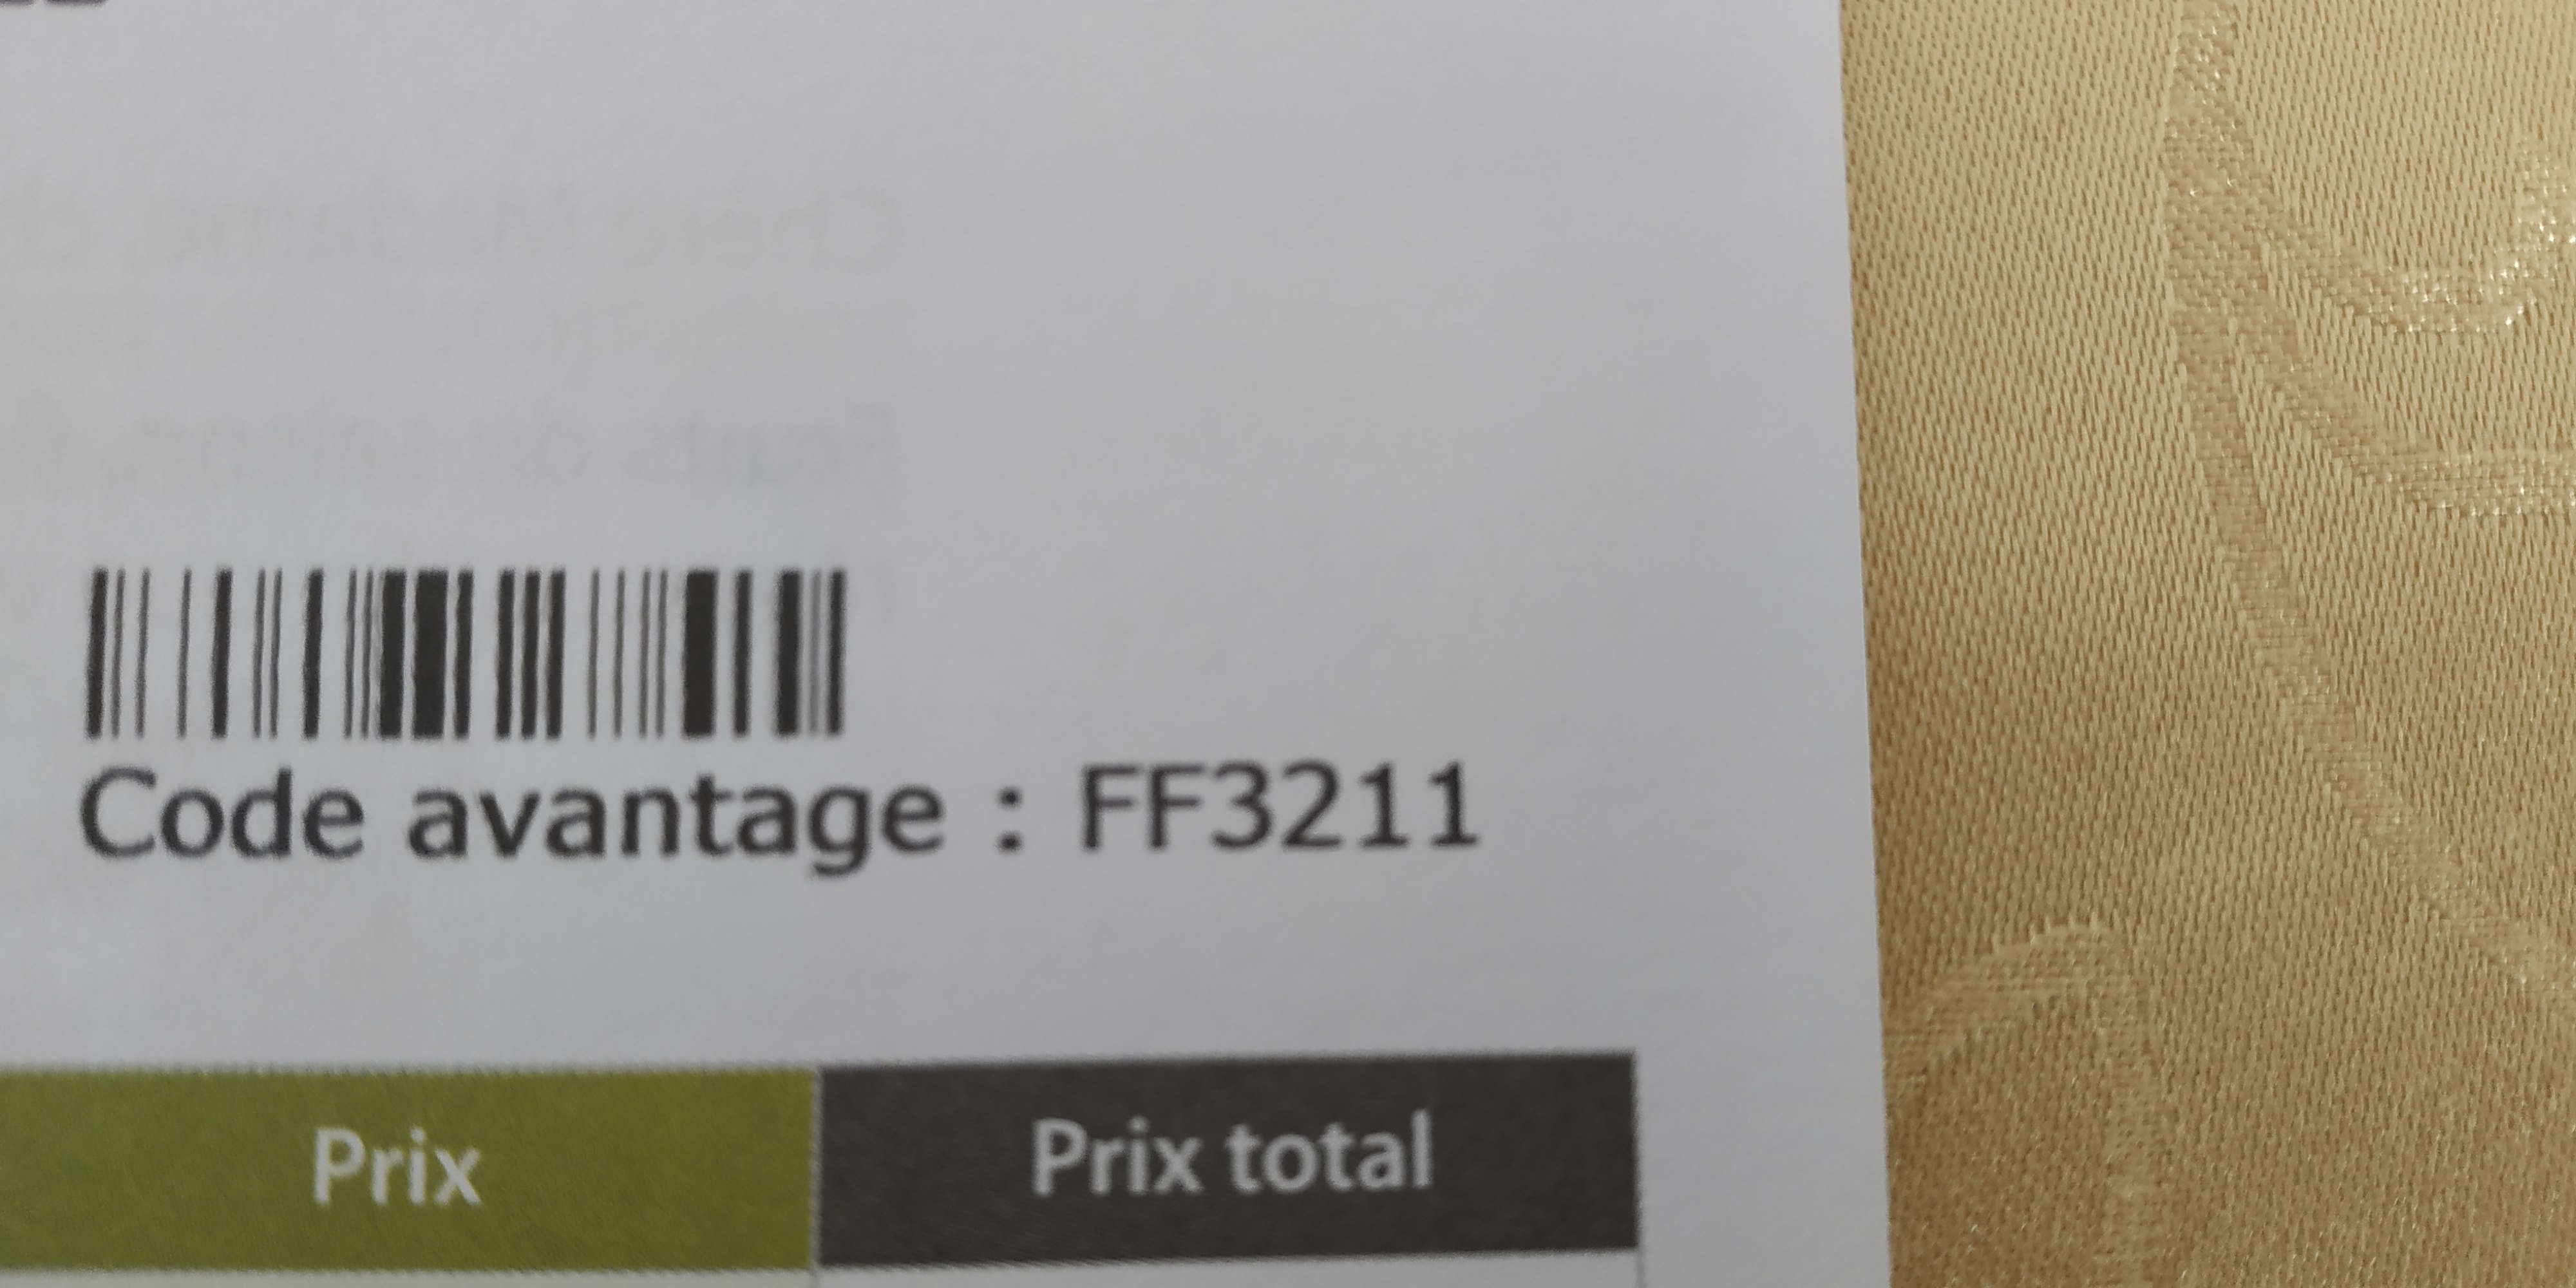 Code avantage : FF3211
Prix
Prix total